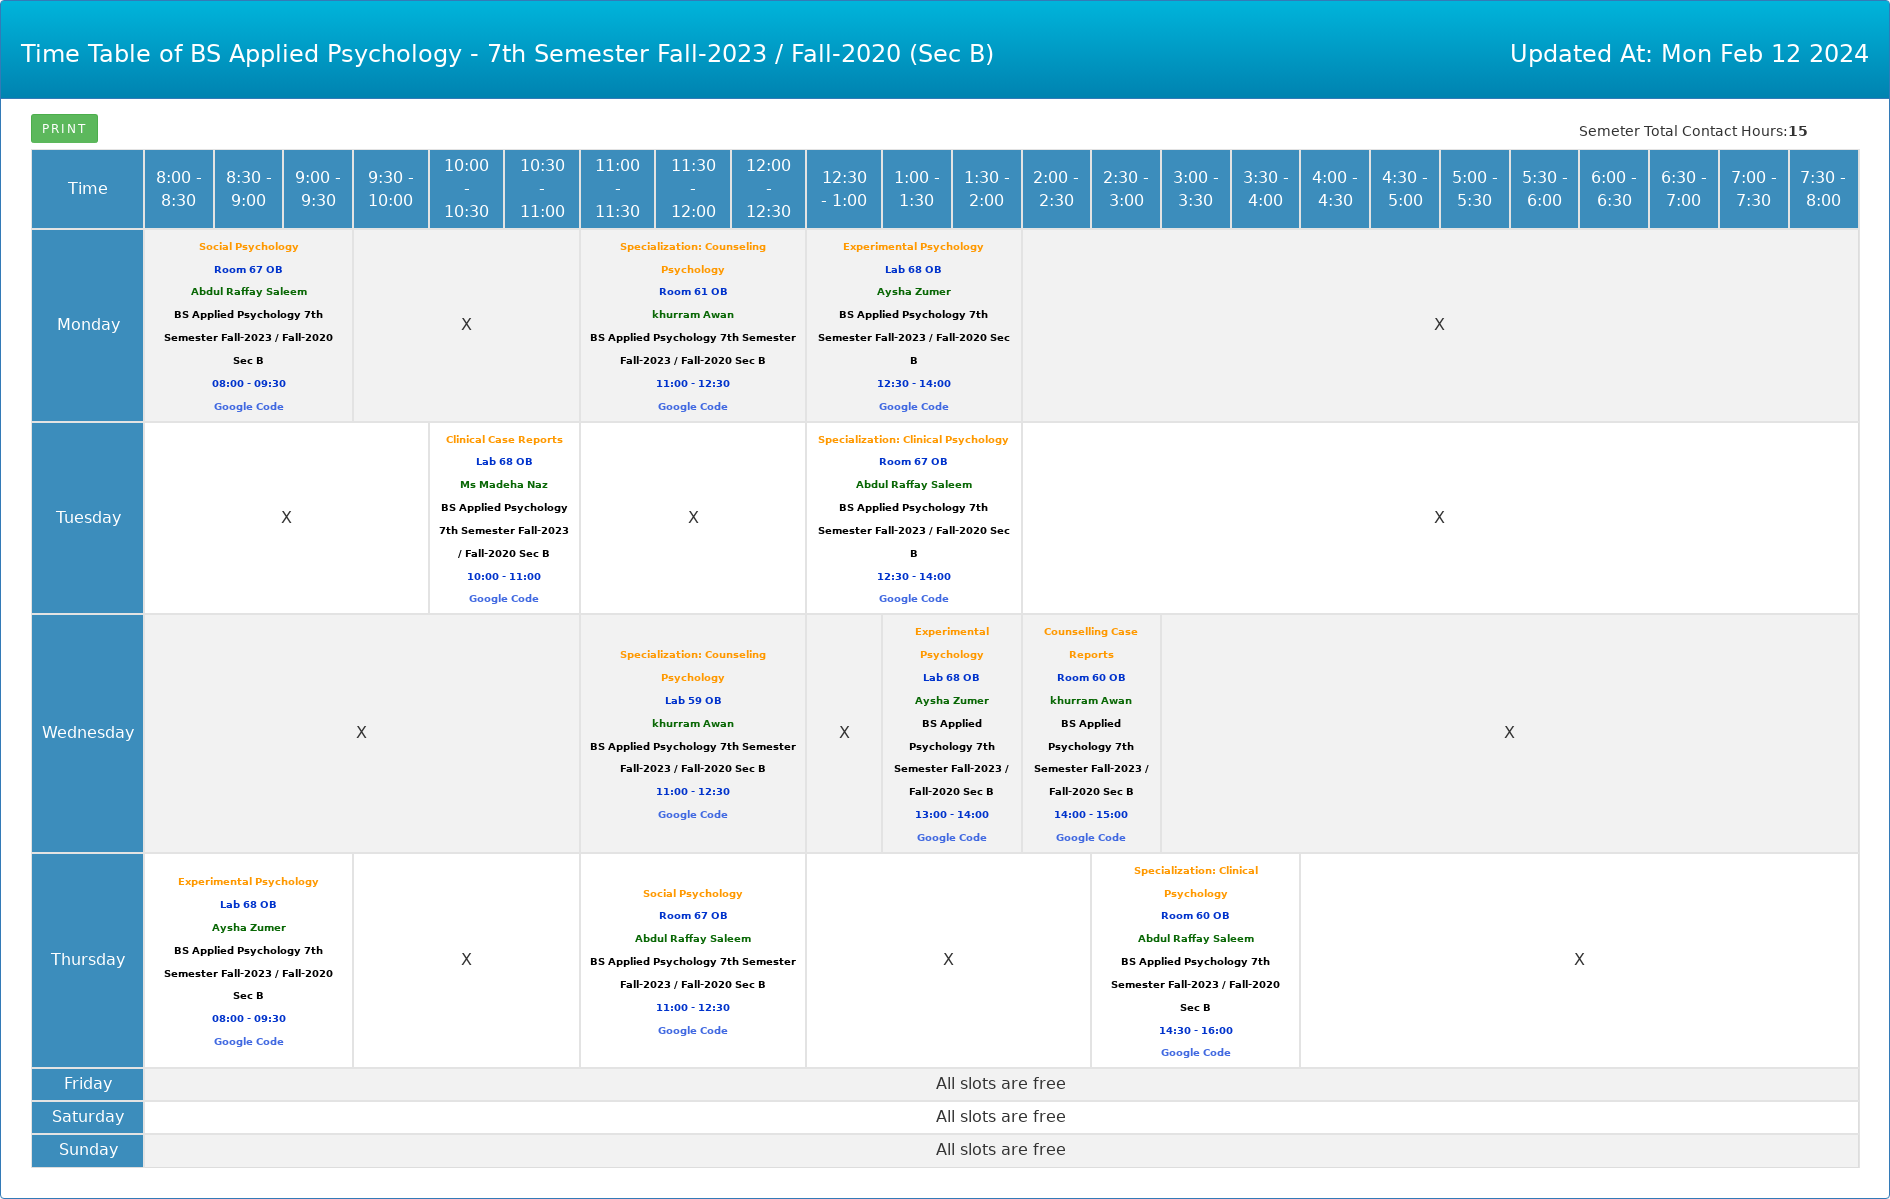 Time Table of BS Applied Psychology - 7th Semester Fall-2023 / Fall-2020 (Sec B)
Updated At: Mon Feb 12 2024
PRINT
Semeter Total Contact Hours:15
Time
8:00 -
8:30
8:30 -
9:00
9:00 -
9:30
9:30 -
10:00
10:00
-
10:30
10:30
-
11:00
11:00
-
11:30
11:30
-
12:00
12:00
-
12:30
12:30
- 1:00
1:00 -
1:30
1:30 -
2:00
2:00 -
2:30
2:30 -
3:00
3:00 -
3:30
3:30 -
4:00
4:00 -
4:30
4:30 -
5:00
5:00 -
5:30
5:30 -
6:00
6:00 -
6:30
6:30 -
7:00
7:00 -
7:30
7:30 -
8:00
Monday
Social Psychology
Room 67 OB
Abdul Raffay Saleem
BS Applied Psychology 7th
Semester Fall-2023 / Fall-2020
Sec B
08:00 - 09:30
Google Code
X
Specialization: Counseling
Psychology
Room 61 OB
khurram Awan
BS Applied Psychology 7th Semester
Fall-2023 / Fall-2020 Sec B
11:00 - 12:30
Google Code
Experimental Psychology
Lab 68 OB
Aysha Zumer
BS Applied Psychology 7th
Semester Fall-2023 / Fall-2020 Sec
B
12:30 - 14:00
Google Code
X
Tuesday
X
Clinical Case Reports
Lab 68 OB
Ms Madeha Naz
BS Applied Psychology
7th Semester Fall-2023
/ Fall-2020 Sec B
10:00 - 11:00
Google Code
X
Specialization: Clinical Psychology
Room 67 OB
Abdul Raffay Saleem
BS Applied Psychology 7th
Semester Fall-2023 / Fall-2020 Sec
B
12:30 - 14:00
Google Code
X
Wednesday
X
Specialization: Counseling
Psychology
Lab 59 OB
khurram Awan
BS Applied Psychology 7th Semester
Fall-2023 / Fall-2020 Sec B
11:00 - 12:30
Google Code
X
Experimental
Psychology
Lab 68 OB
Aysha Zumer
BS Applied
Psychology 7th
Semester Fall-2023 /
Fall-2020 Sec B
13:00 - 14:00
Google Code
Counselling Case
Reports
Room 60 OB
khurram Awan
BS Applied
Psychology 7th
Semester Fall-2023 /
Fall-2020 Sec B
14:00 - 15:00
Google Code
X
Thursday
Experimental Psychology
Lab 68 OB
Aysha Zumer
BS Applied Psychology 7th
Semester Fall-2023 / Fall-2020
Sec B
08:00 - 09:30
Google Code
X
Social Psychology
Room 67 OB
Abdul Raffay Saleem
BS Applied Psychology 7th Semester
Fall-2023 / Fall-2020 Sec B
11:00 - 12:30
Google Code
X
Specialization: Clinical
Psychology
Room 60 OB
Abdul Raffay Saleem
BS Applied Psychology 7th
Semester Fall-2023 / Fall-2020
Sec B
14:30 - 16:00
Google Code
X
Friday
All slots are free
Saturday
All slots are free
Sunday
All slots are free